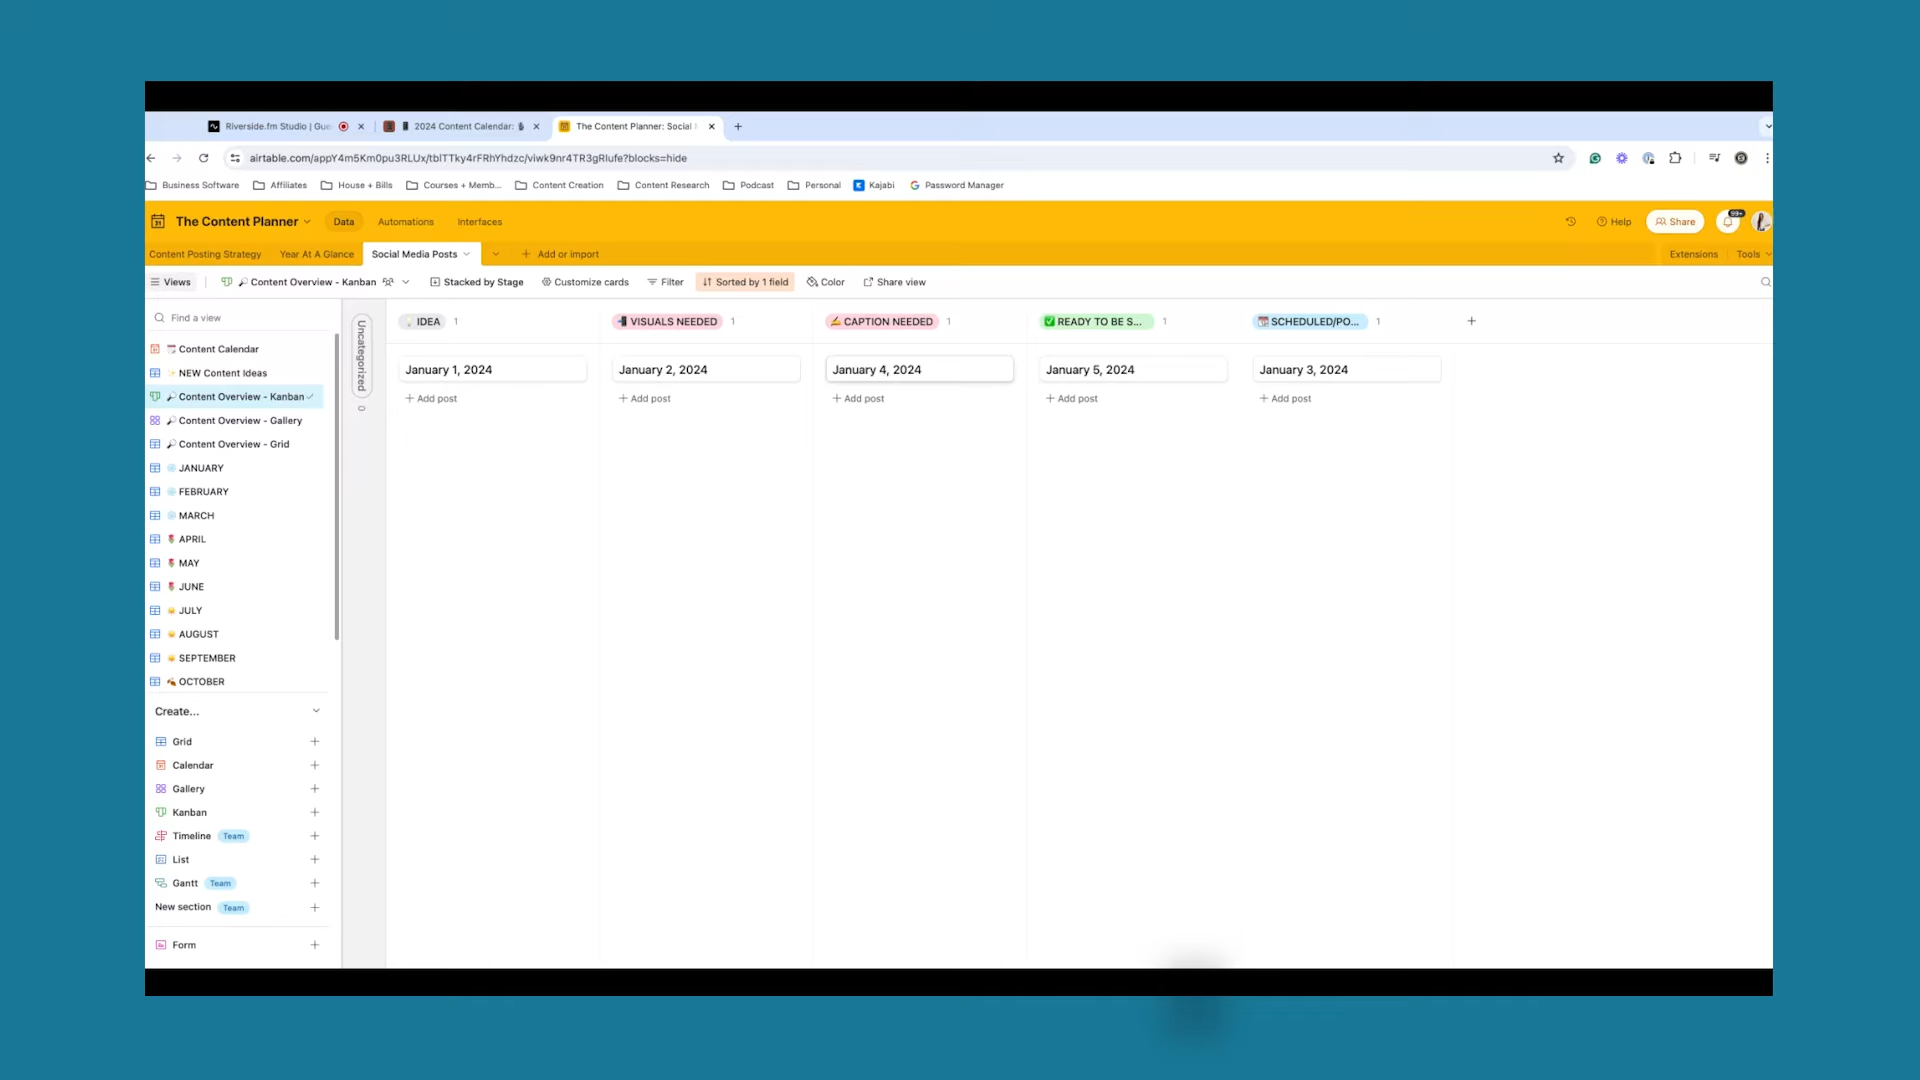 Riverside.fm Studio | Gue
2024 Content Calendar:
The Content Planner: Social
airtable.com/appY4m5Km0pu3RLUx/tblTTky4rFRhYhdzc/viwk9nr4TR3gRlufe?blocks=hide
Business Software
Affiliates
House + Bills
Courses + Memb...
Content Creation
Content Research
Podcast
Personal
Kajabi
Password Manager
The Content Planner
Data
Automations
Interfaces
Help
Share
99+
Content Posting Strategy
Year At A Glance
Social Media Posts
Add or import
Extensions
Tools
Views
Content Overview - Kanban
Stacked by Stage
Customize cards
Filter
Sorted by 1 field
Color
Share view
Find a view
Content Calendar
NEW Content Ideas
Content Overview - Kanban
Content Overview - Gallery
Content Overview - Grid
JANUARY
FEBRUARY
MARCH
APRIL
MAY
JUNE
JULY
AUGUST
SEPTEMBER
OCTOBER
Create...
Grid
Calendar
Gallery
Kanban
Timeline Team
List
Gantt Team
New section Team
Form
Uncategorized
0
IDEA 1
January 1, 2024
+ Add post
VISUALS NEEDED 1
January 2, 2024
+ Add post
CAPTION NEEDED 1
January 4, 2024
+ Add post
READY TO BE S... 1
January 5, 2024
+ Add post
SCHEDULED/PO... 1
January 3, 2024
+ Add post